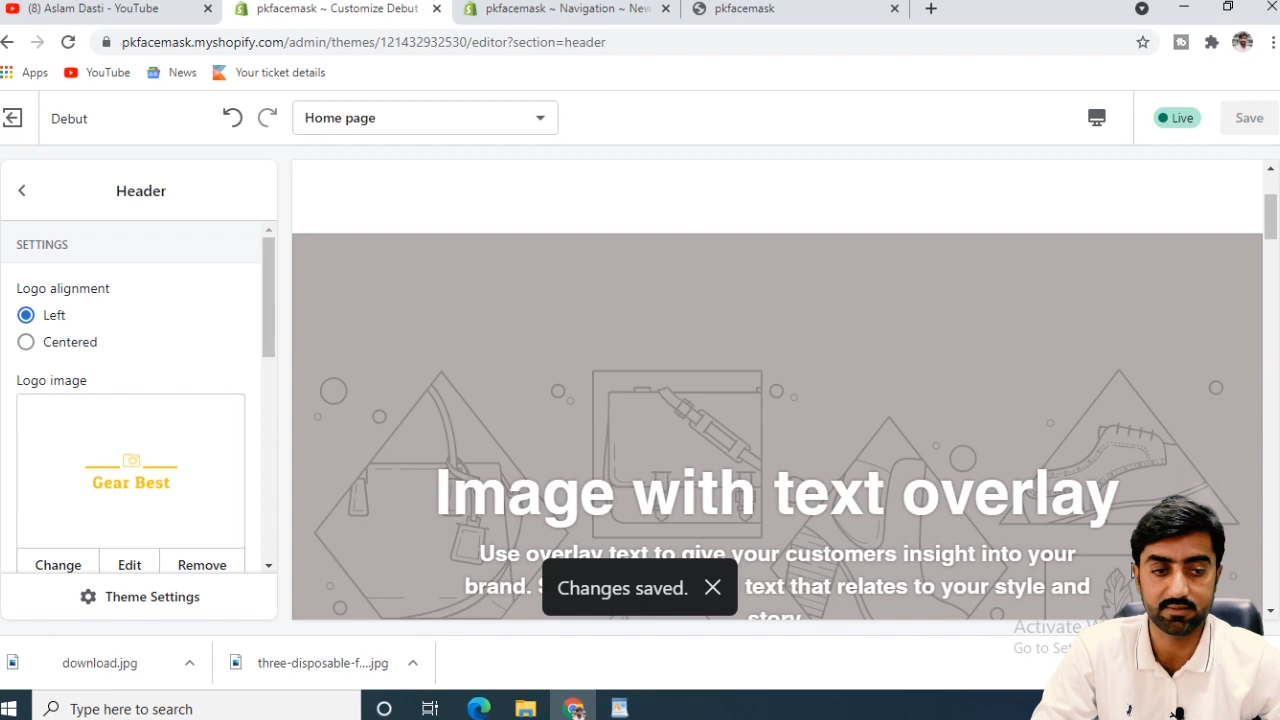 (8) Aslam Dasti - YouTube
pkfacemask ~ Customize Debut
pkfacemask ~ Navigation ~ New
pkfacemask
pkfacemask.myshopify.com/admin/themes/121432932530/editor?section=header
Apps
YouTube
News
Your ticket details
Debut
Home page
Live
Save
Header
SETTINGS
Logo alignment
Left
Centered
Logo image
Gear Best
Change
Edit
Remove
Theme Settings
Image with text overlay
Use overlay text to give your customers insight into your
brand. text that relates to your style and
story.
Changes saved.
Activate
Go to
download.jpg
three-disposable-f....jpg
Type here to search